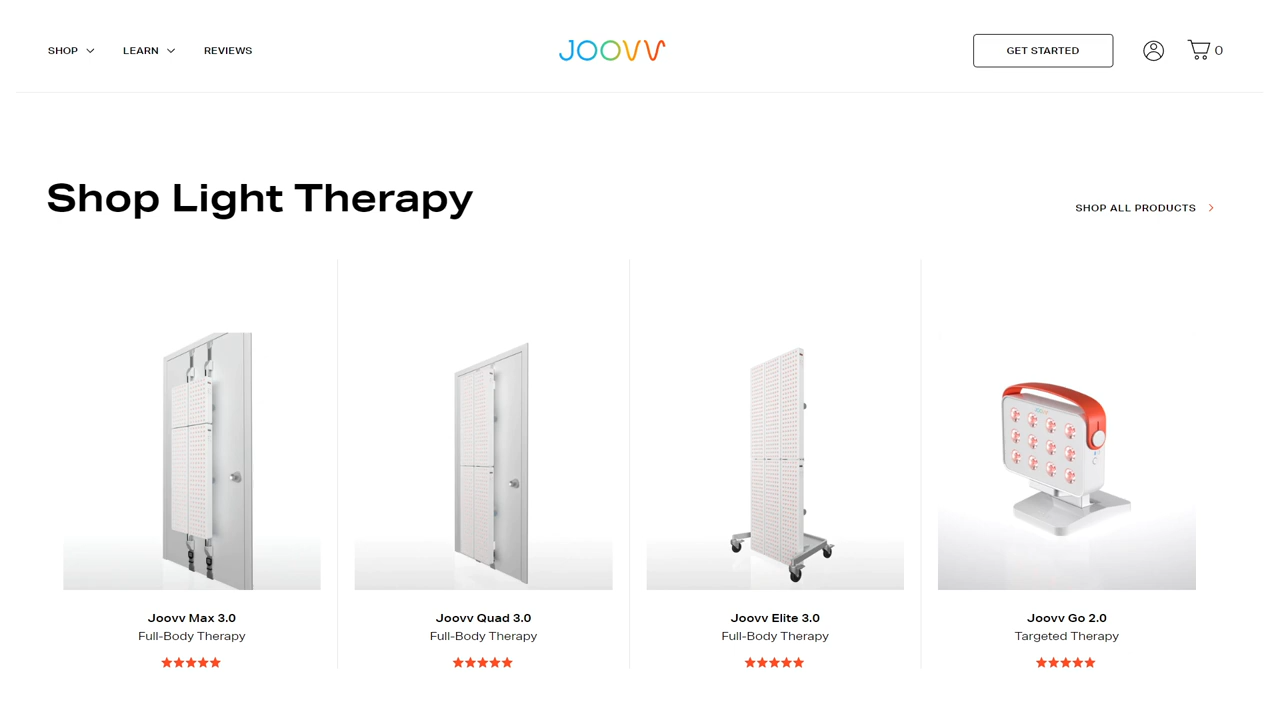 SHOP
LEARN
REVIEWS
JOOVV
GET STARTED
0
Shop Light Therapy
SHOP ALL PRODUCTS
Joovv Max 3.0
Full-Body Therapy
Joovv Quad 3.0
Full-Body Therapy
Joovv Elite 3.0
Full-Body Therapy
Joovv Go 2.0
Targeted Therapy